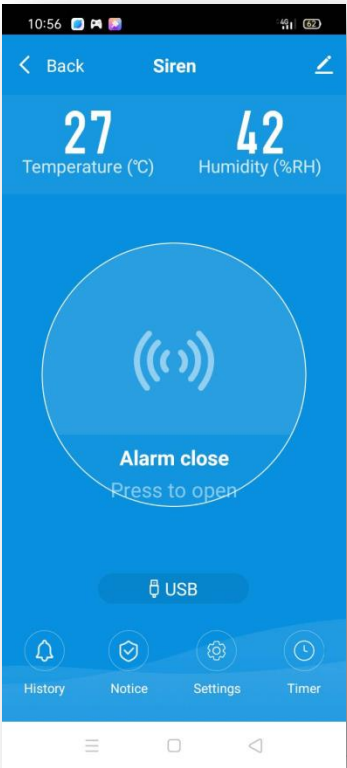 10:56 4G 62
Back Siren
27 42
Temperature (℃) Humidity (%RH)
Alarm close
Press to open
USB
History Notice Settings Timer